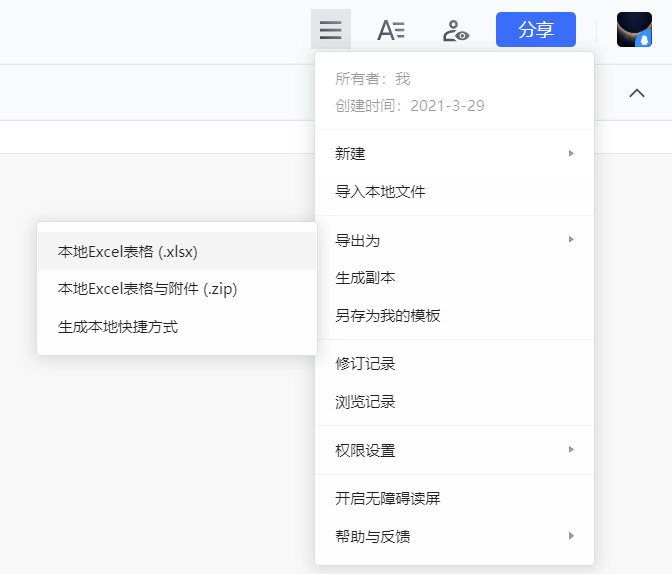 分享
所有者：我
创建时间：2021-3-29
新建
导入本地文件
导出为
生成副本
另存为我的模板
修订记录
浏览记录
权限设置
开启无障碍读屏
帮助与反馈
本地Excel表格 (.xlsx)
本地Excel表格与附件 (.zip)
生成本地快捷方式